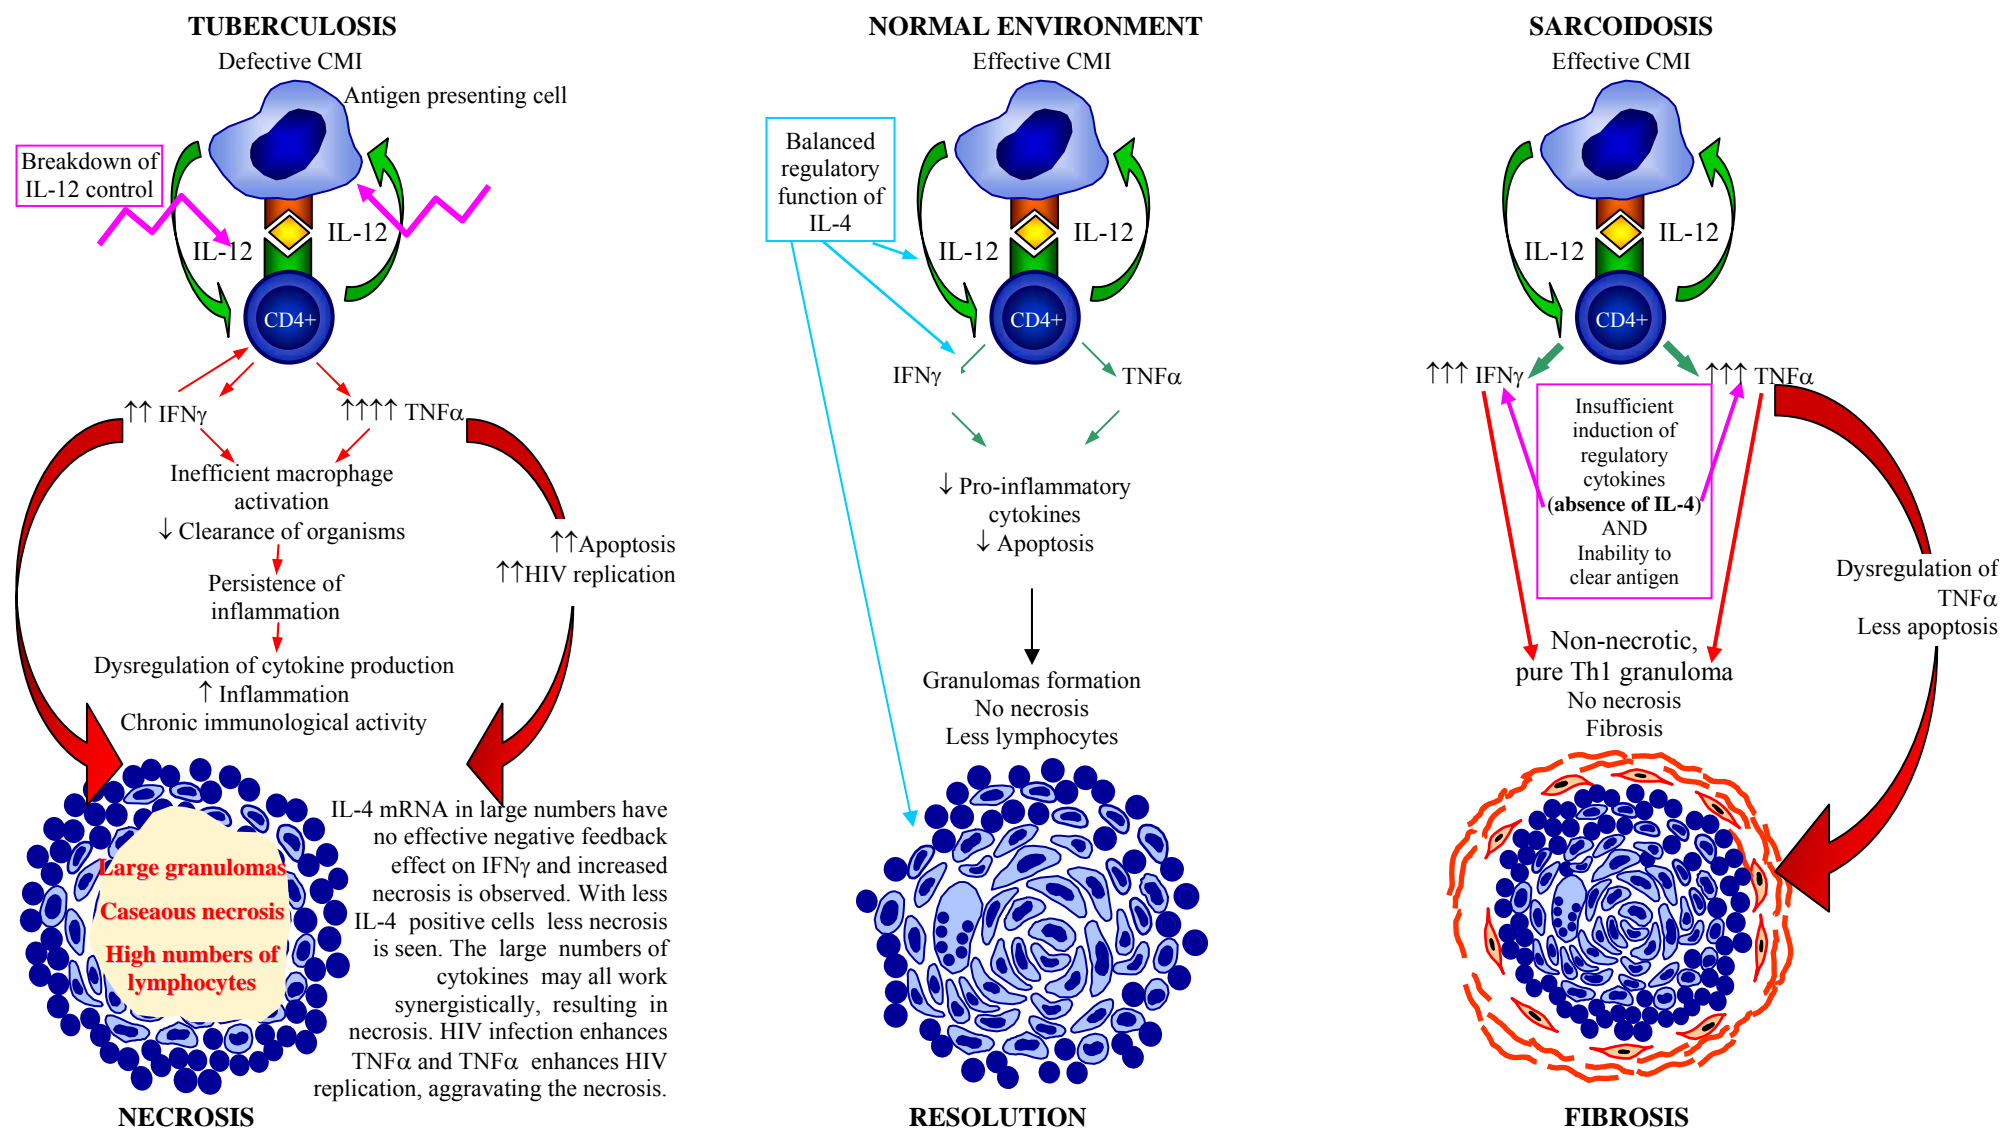 TUBERCULOSIS
Defective CMI
Antigen presenting cell
Breakdown of
IL-12 control
IL-12
IL-12
CD4+
↑↑ IFNγ
↑↑↑↑ TNFα
Inefficient macrophage
activation
↓ Clearance of organisms
Persistence of
inflammation
Dysregulation of cytokine production
↑ Inflammation
Chronic immunological activity
↑↑Apoptosis
↑↑HIV replication
Large granulomas
Caseaous necrosis
High numbers of
lymphocytes
IL-4 mRNA in large numbers have
no effective negative feedback
effect on IFNγ and increased
necrosis is observed. With less
IL-4 positive cells less necrosis
is seen. The large numbers of
cytokines may all work
synergistically, resulting in
necrosis. HIV infection enhances
TNFα and TNFα enhances HIV
replication, aggravating the necrosis.
NECROSIS
NORMAL ENVIRONMENT
Effective CMI
Balanced
regulatory
function of
IL-4
IL-12
IL-12
CD4+
IFNγ
TNFα
↓ Pro-inflammatory
cytokines
↓ Apoptosis
Granulomas formation
No necrosis
Less lymphocytes
RESOLUTION
SARCOIDOSIS
Effective CMI
IL-12
IL-12
CD4+
↑↑↑ IFNγ
↑↑↑ TNFα
Insufficient
induction of
regulatory
cytokines
(absence of IL-4)
AND
Inability to
clear antigen
Dysregulation of
TNFα
Less apoptosis
Non-necrotic,
pure Th1 granuloma
No necrosis
Fibrosis
FIBROSIS